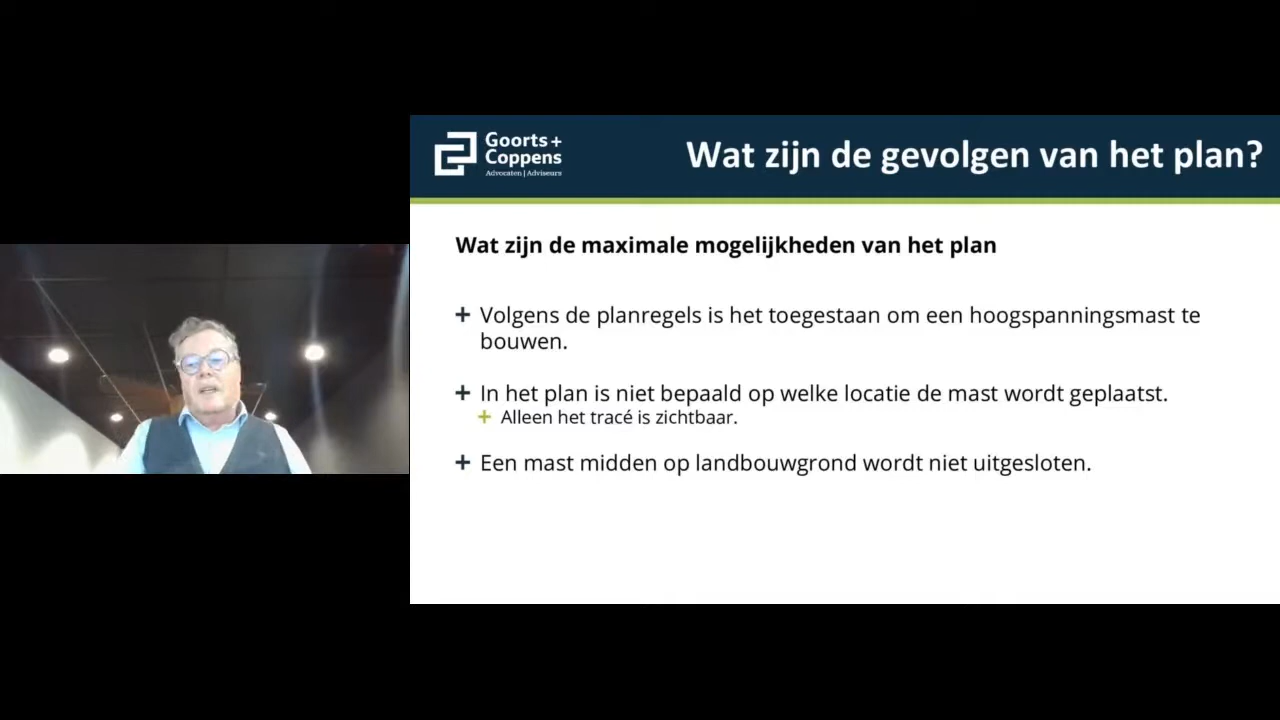 Goorts+
Coppens
Advocaten | Adviseurs
Wat zijn de gevolgen van het plan?
Wat zijn de maximale mogelijkheden van het plan
+ Volgens de planregels is het toegestaan om een hoogspanningsmast te
bouwen.
+ In het plan is niet bepaald op welke locatie de mast wordt geplaatst.
+ Alleen het tracé is zichtbaar.
+ Een mast midden op landbouwgrond wordt niet uitgesloten.